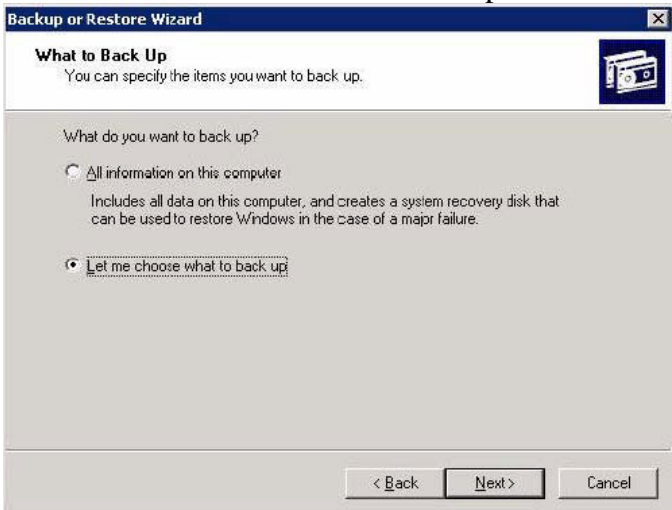 Backup or Restore Wizard
What to Back Up
You can specify the items you want to back up.
What do you want to back up?
All information on this computer
Includes all data on this computer, and creates a system recovery disk that
can be used to restore Windows in the case of a major failure.
Let me choose what to back up
< Back Next > Cancel